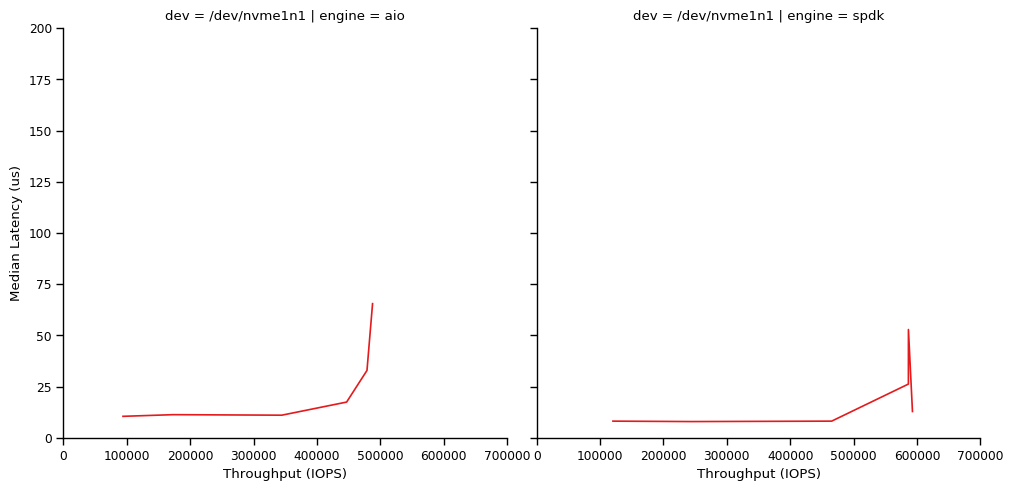 dev = /dev/nvme1n1 | engine = aio
dev = /dev/nvme1n1 | engine = spdk
Median Latency (us)
200
175
150
125
100
75
50
25
0
0 100000 200000 300000 400000 500000 600000 700000
0 100000 200000 300000 400000 500000 600000 700000
Throughput (IOPS)
Throughput (IOPS)